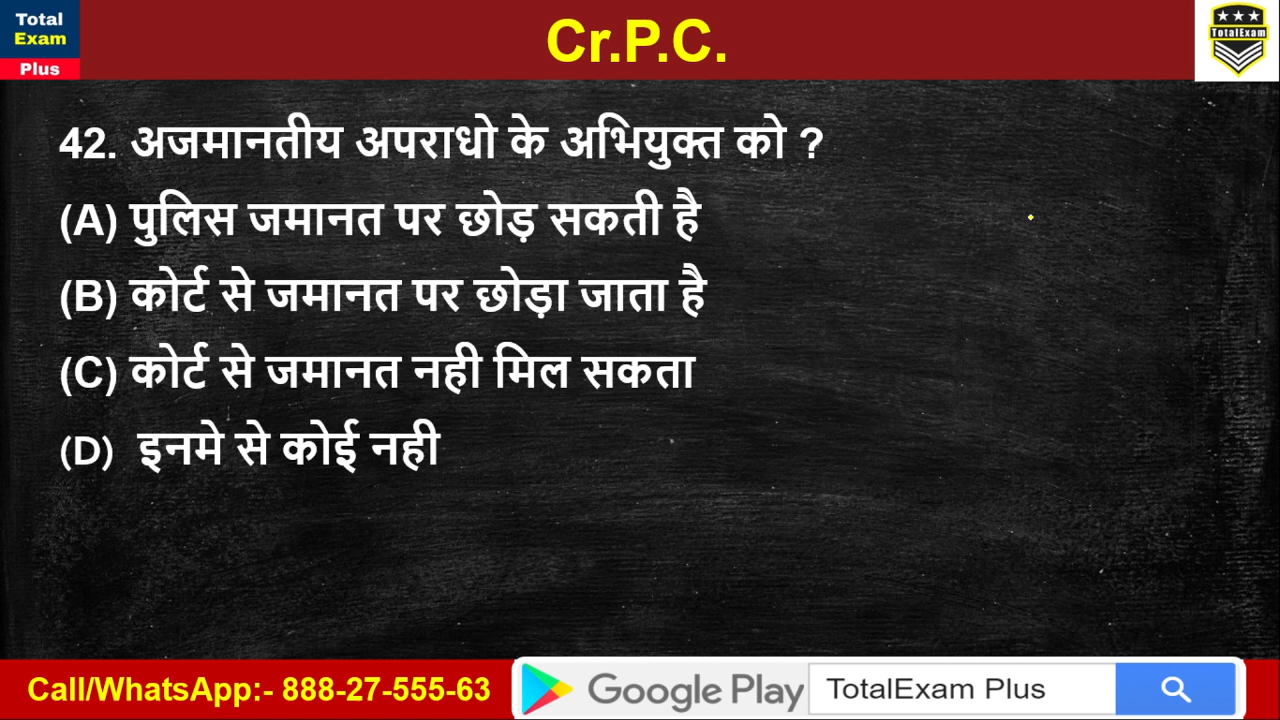 Total
Exam
Plus
Cr.P.C.
TotalExam
42. अजमानतीय अपराधो के अभियुक्त को ?
(A) पुलिस जमानत पर छोड़ सकती है
(B) कोर्ट से जमानत पर छोड़ा जाता है
(C) कोर्ट से जमानत नही मिल सकता
(D) इनमे से कोई नही
Call/WhatsApp:- 888-27-555-63
Google Play
TotalExam Plus